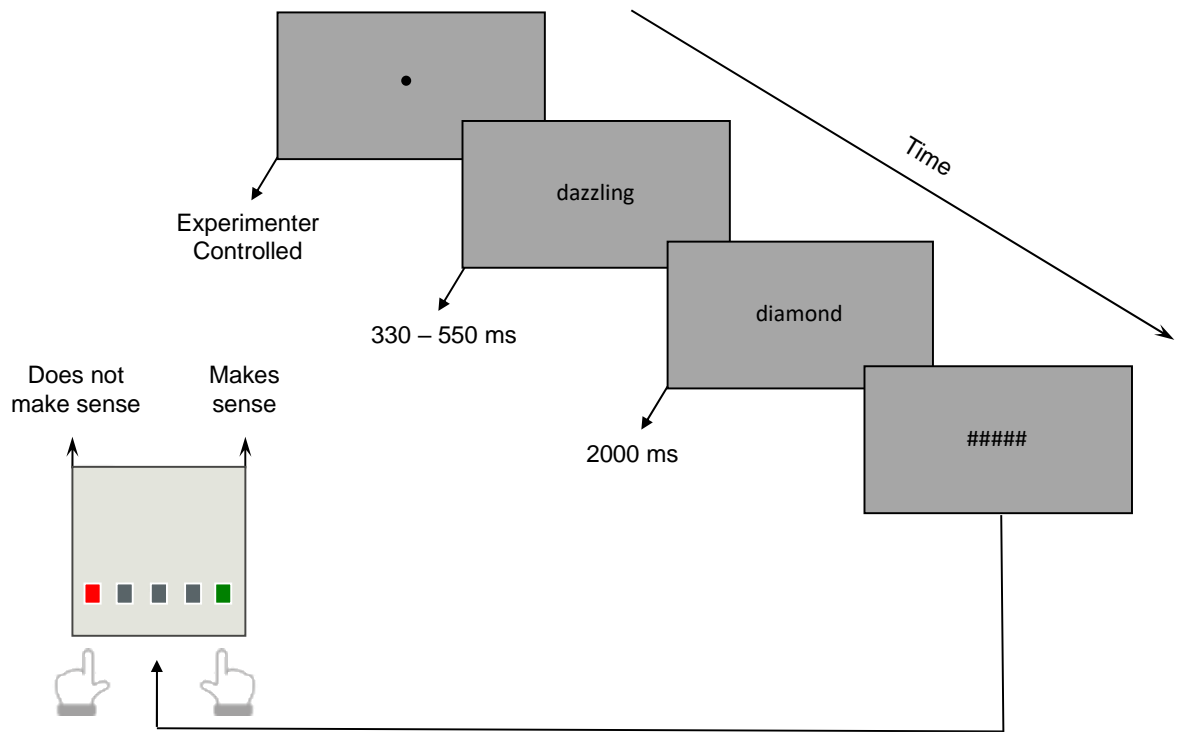 Time
dazzling
Experimenter
Controlled
diamond
330 – 550 ms
Does not
make sense
Makes
sense
#####
2000 ms